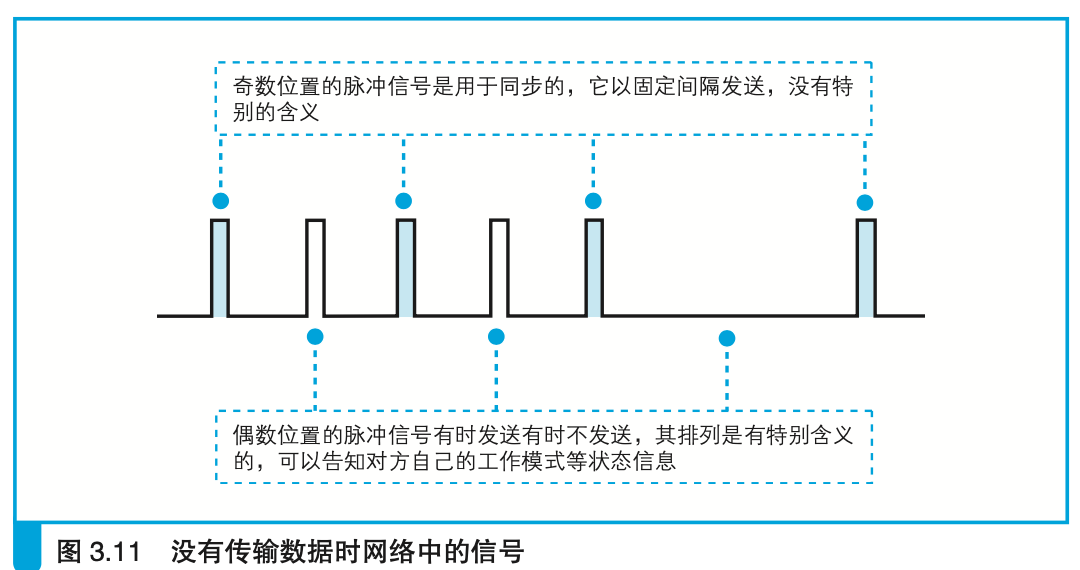 奇数位置的脉冲信号是用于同步的，它以固定间隔发送，没有特
别的含义
偶数位置的脉冲信号有时发送有时不发送，其排列是有特别含义
的，可以告知对方自己的工作模式等状态信息
图 3.11 没有传输数据时网络中的信号